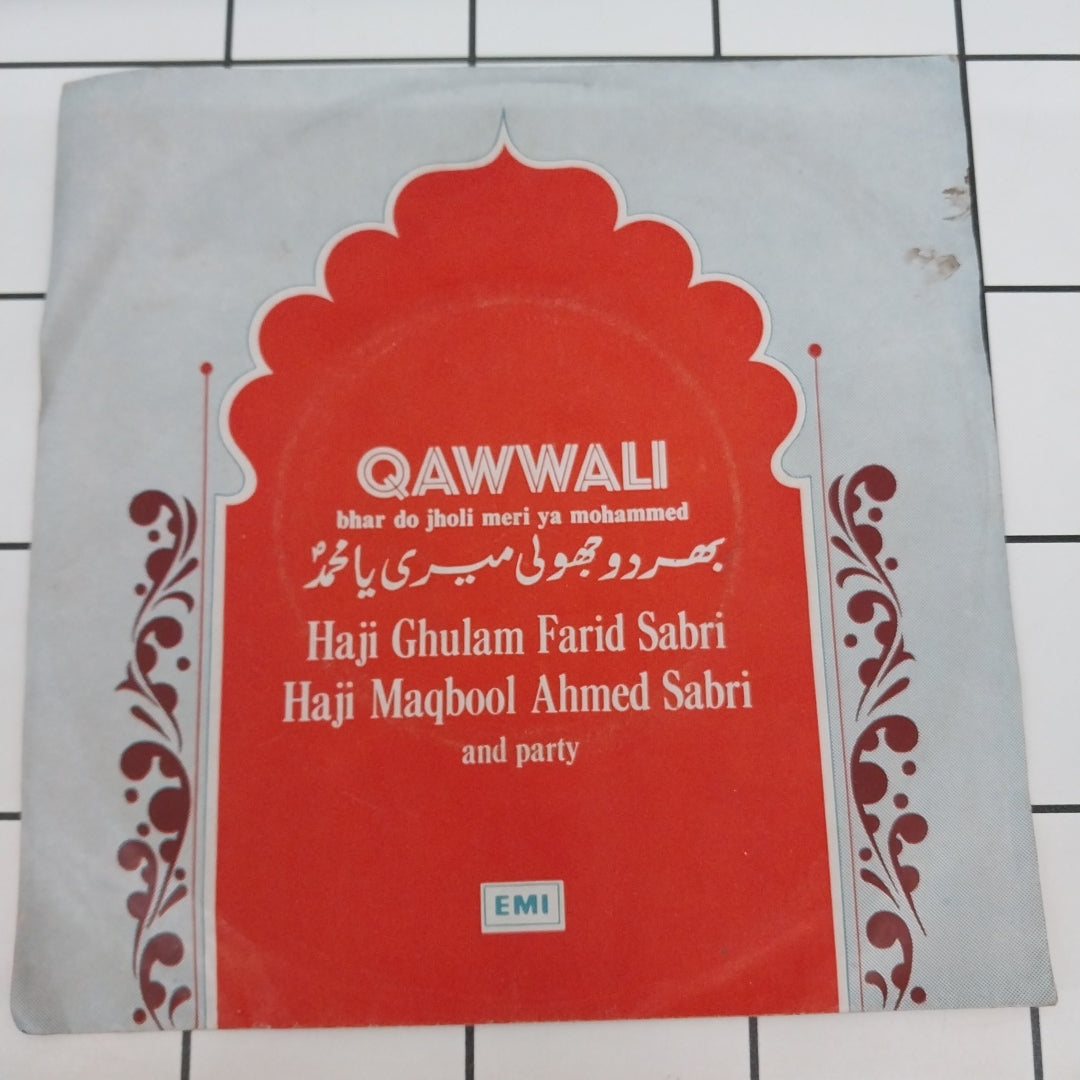 QAWWALI
bhar do jholi meri ya mohammed
بھر دو جھولی میری یا محمدؐ
Haji Ghulam Farid Sabri
Haji Maqbool Ahmed Sabri
and party
EMI